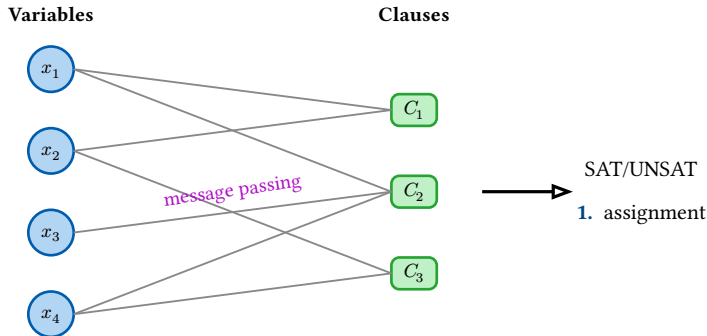 Variables
Clauses
x₁
x₂
x₃
x₄
message passing
C₁
C₂
C₃
SAT/UNSAT
1. assignment